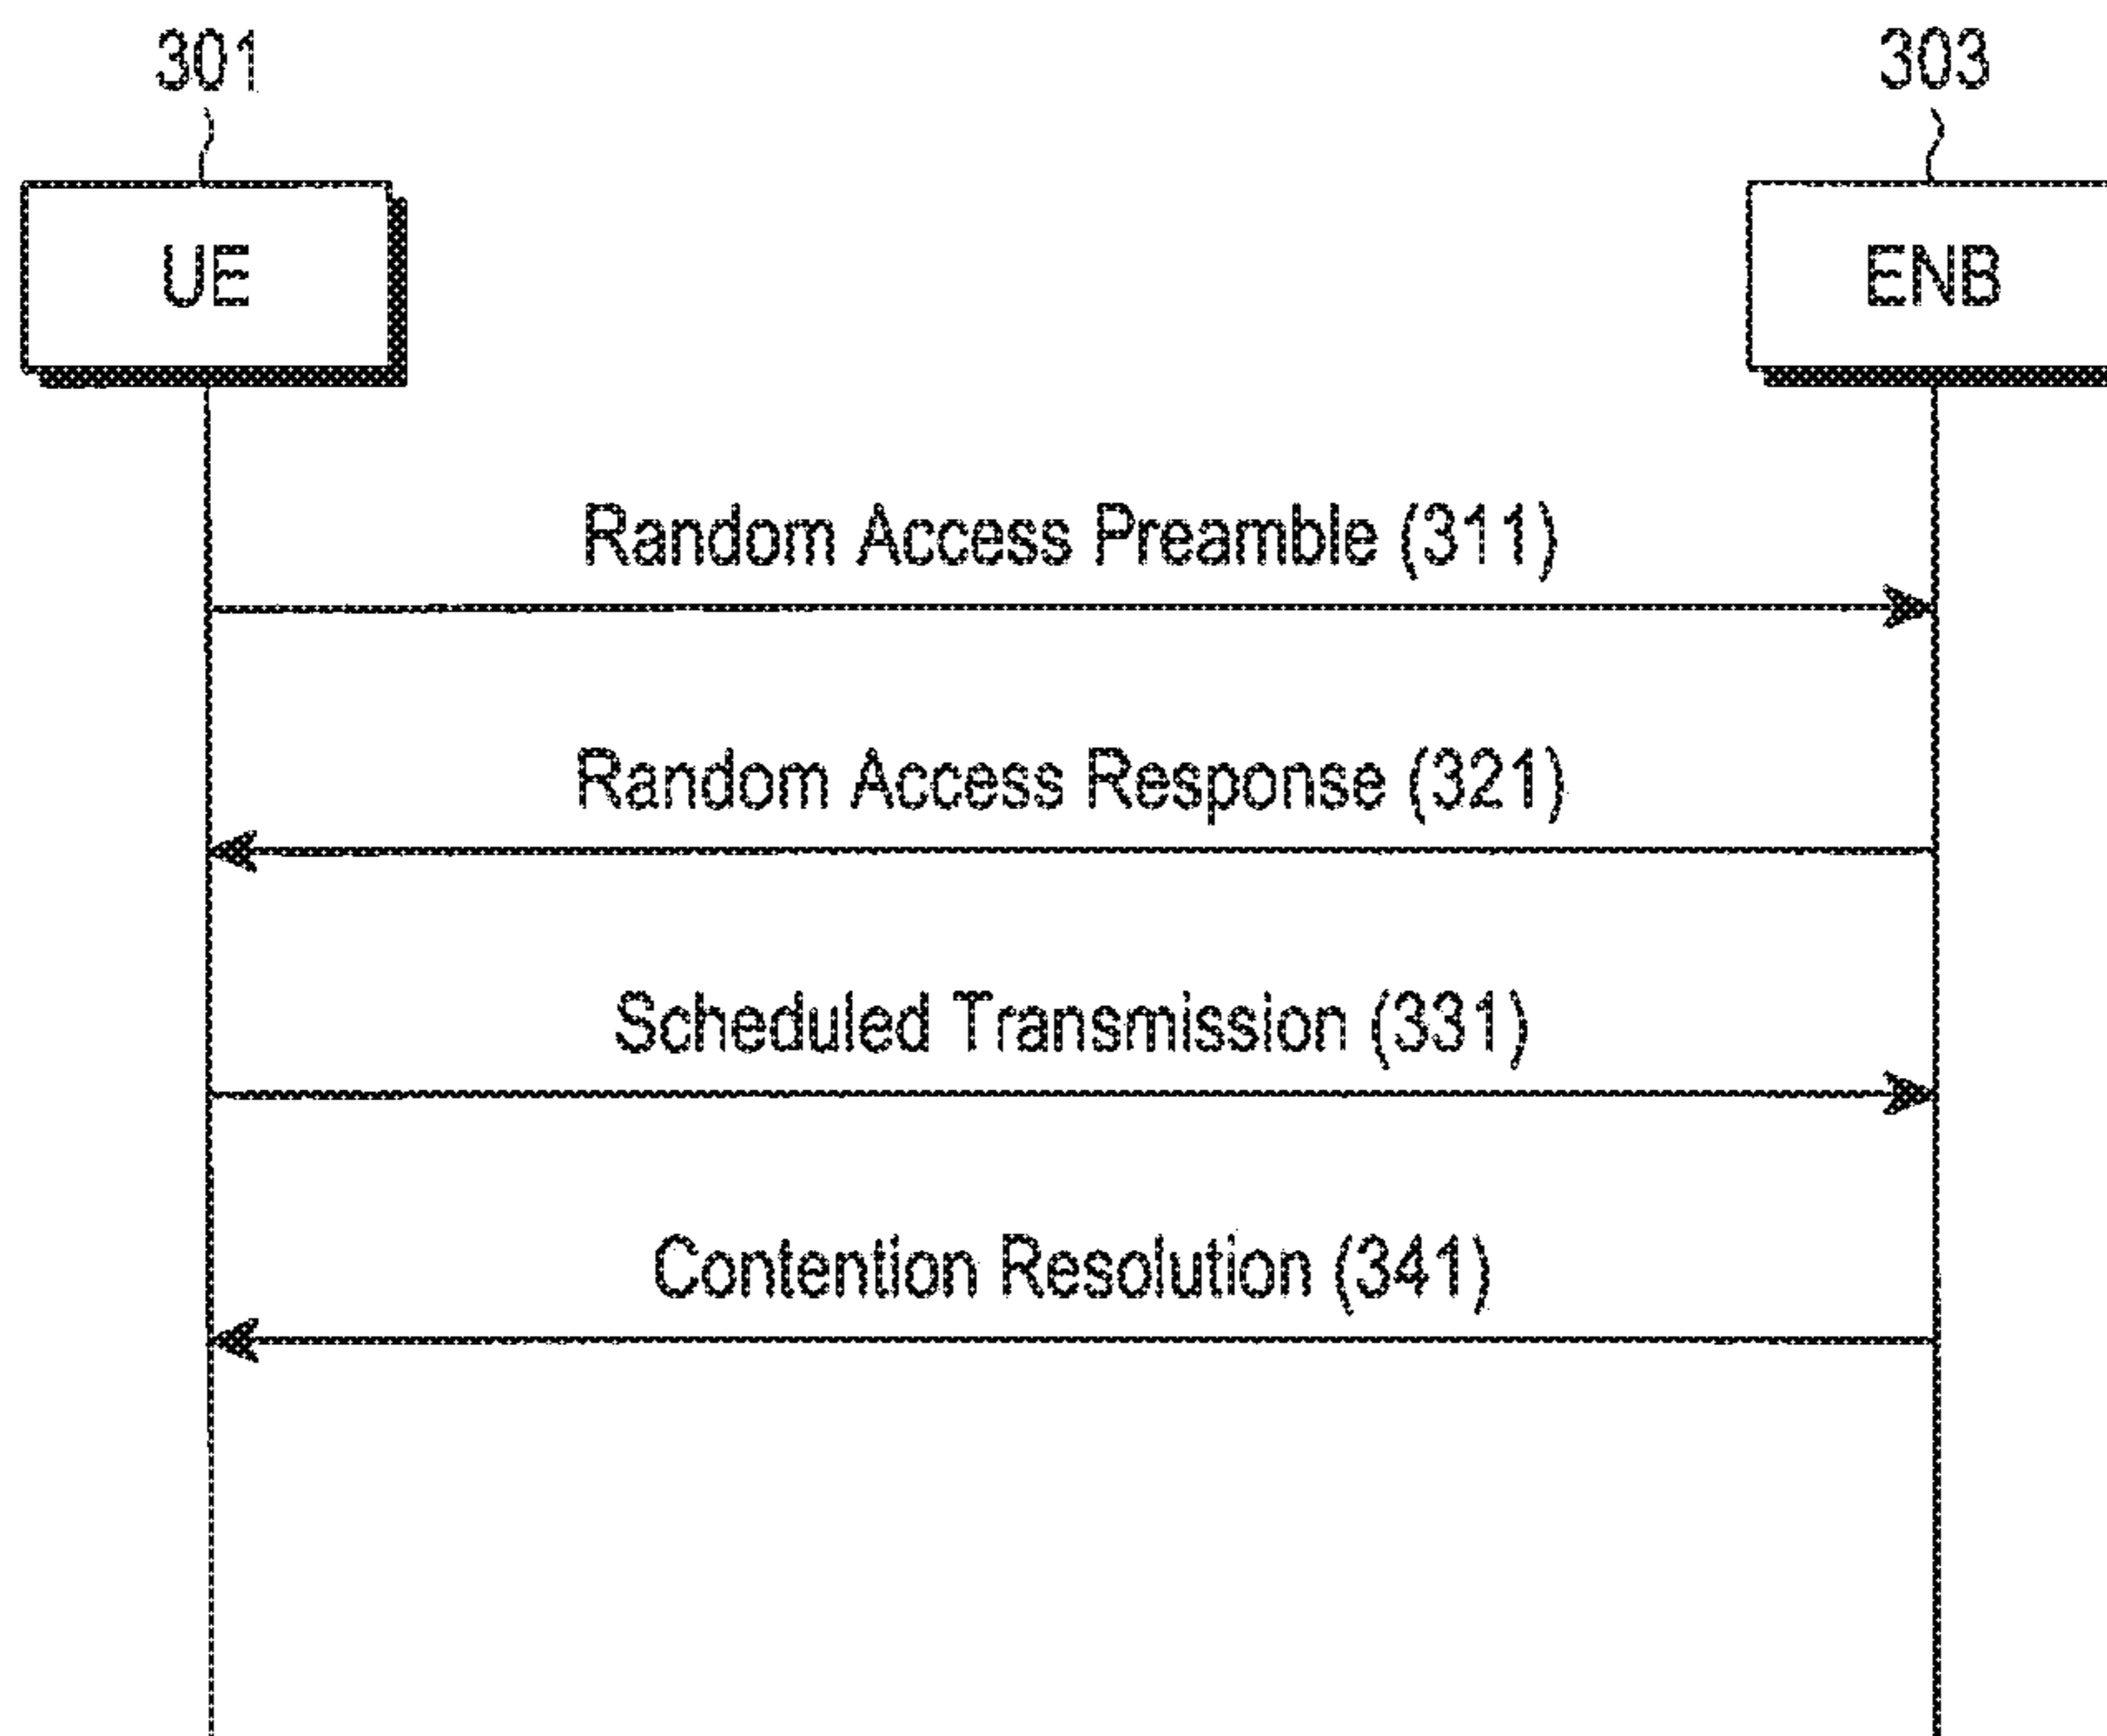 301
303
UE
ENB
Random Access Preamble (311)
Random Access Response (321)
Scheduled Transmission (331)
Contention Resolution (341)